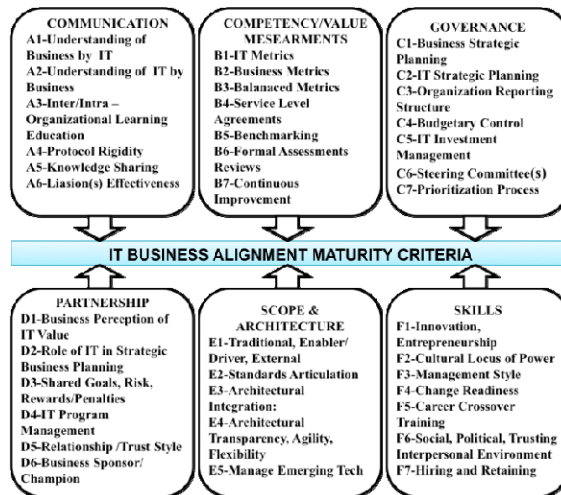 COMMUNICATION
A1-Understanding of
Business by IT
A2-Understanding of IT by
Business
A3-Inter/Intra –
Organizational Learning
Education
A4-Protocol Rigidity
A5-Knowledge Sharing
A6-Liasion(s) Effectiveness
COMPETENCY/VALUE
MESEARMENTS
B1-IT Metrics
B2-Business Metrics
B3-Balanaced Metrics
B4-Service Level
Agreements
B5-Benchmarking
B6-Formal Assessments
Reviews
B7-Continuous
Improvement
GOVERNANCE
C1-Business Strategic
Planning
C2-IT Strategic Planning
C3-Organization Reporting
Structure
C4-Budgetary Control
C5-IT Investment
Management
C6-Steering Committee(s)
C7-Prioritization Process
IT BUSINESS ALIGNMENT MATURITY CRITERIA
PARTNERSHIP
D1-Business Perception of
IT Value
D2-Role of IT in Strategic
Business Planning
D3-Shared Goals, Risk,
Rewards/Penalties
D4-IT Program
Management
D5-Relationship /Trust Style
D6-Business Sponsor/
Champion
SCOPE &
ARCHITECTURE
E1-Traditional, Enabler/
Driver, External
E2-Standards Articulation
E3-Architectural
Integration:
E4-Architectural
Transparency, Agility,
Flexibility
E5-Manage Emerging Tech
SKILLS
F1-Innovation,
Entrepreneurship
F2-Cultural Locus of Power
F3-Management Style
F4-Change Readiness
F5-Career Crossover
Training
F6-Social, Political, Trusting
Interpersonal Environment
F7-Hiring and Retaining